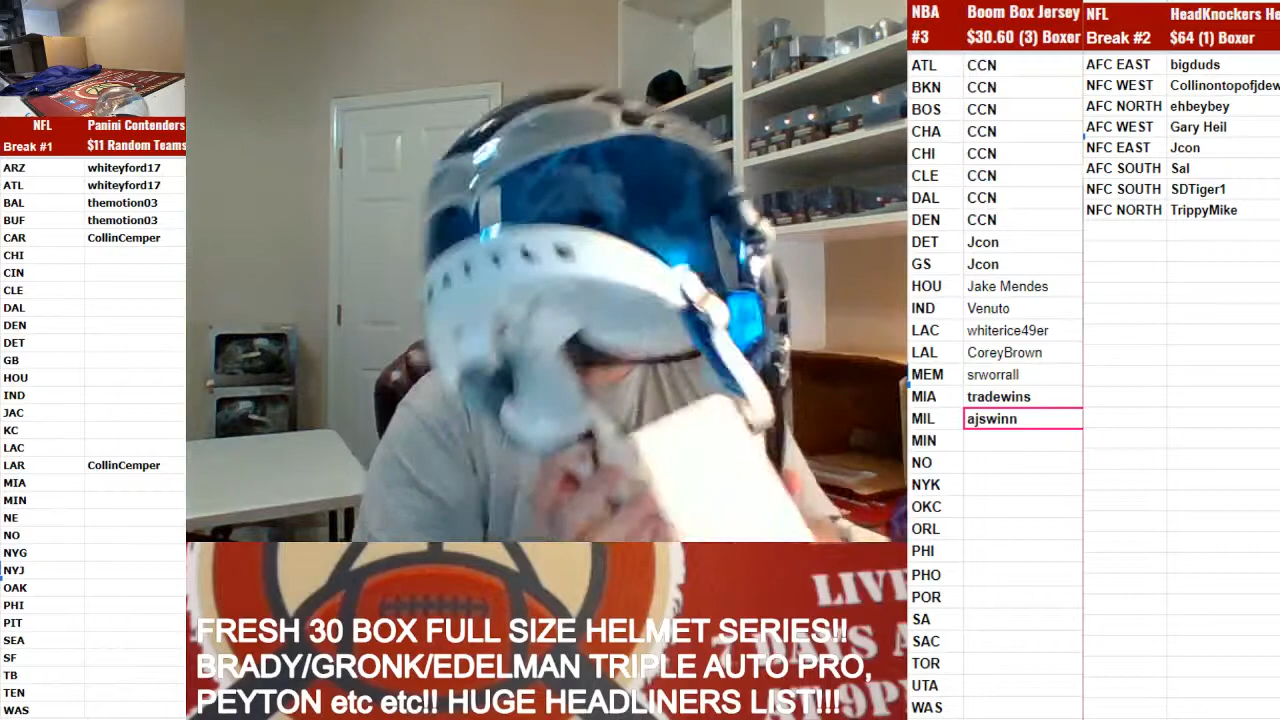 NFL Panini Contenders
Break #1 $11 Random Teams
ARZ whiteyford17
ATL whiteyford17
BAL themotion03
BUF themotion03
CAR CollinCemper
CHI
CIN
CLE
DAL
DEN
DET
GB
HOU
IND
JAC
KC
LAC
LAR CollinCemper
MIA
MIN
NE
NO
NYG
NYJ
OAK
PHI
PIT
SEA
SF
TB
TEN
WAS
FRESH 30 BOX FULL SIZE HELMET SERIES!!
BRADY/GRONK/EDELMAN TRIPLE AUTO PRO,
PEYTON etc etc!! HUGE HEADLINERS LIST!!!
NBA Boom Box Jersey
#3 $30.60 (3) Boxer
ATL CCN
BKN CCN
BOS CCN
CHA CCN
CHI CCN
CLE CCN
DAL CCN
DEN CCN
DET Jcon
GS Jcon
HOU Jake Mendes
IND Venuto
LAC whiterice49er
LAL CoreyBrown
MEM srworrall
MIA tradewins
MIL ajswinn
MIN
NO
NYK
OKC
ORL
PHI
PHO
POR
SA
SAC
TOR
UTA
WAS
NFL HeadKnockers He
Break #2 $64 (1) Boxer
AFC EAST bigduds
NFC WEST Collinontopofjdew
AFC NORTH ehbeybey
AFC WEST Gary Heil
NFC EAST Jcon
AFC SOUTH Sal
NFC SOUTH SDTiger1
NFC NORTH TrippyMike